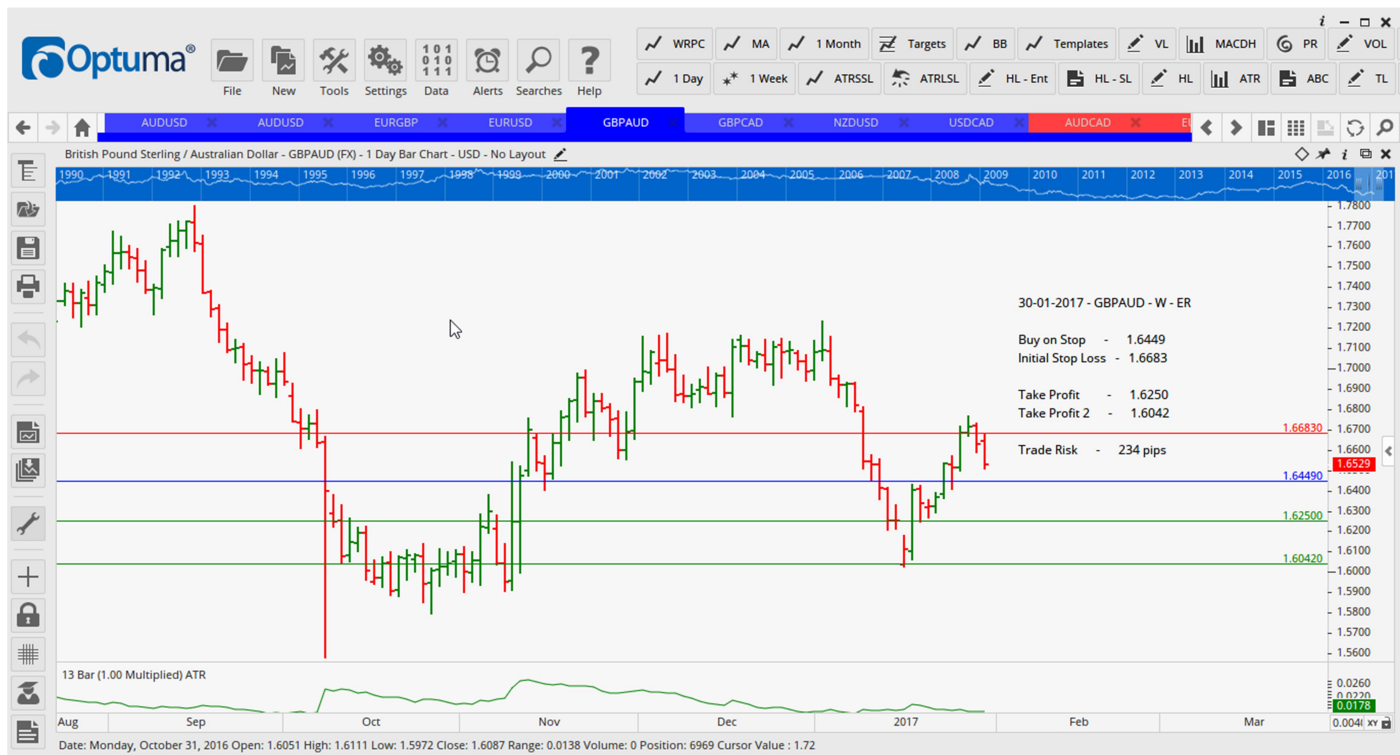 Optuma®
File
New
Tools
Settings
Data
Alerts
Searches
Help
WRPC MA 1 Month Targets BB Templates VL MACDH PR VOL
1 Day 1 Week ATRSSL ATRLSL HL - Ent HL - SL HL ATR ABC TL
AUDUSD AUDUSD EURGBP EURUSD GBPAUD GBPCAD NZDUSD USDCAD AUDCAD
British Pound Sterling / Australian Dollar - GBPAUD (FX) - 1 Day Bar Chart - USD - No Layout
1990 1991 1992 1993 1994 1995 1996 1997 1998 1999 2000 2001 2002 2003 2004 2005 2006 2007 2008 2009 2010 2011 2012 2013 2014 2015 2016 201
1.7800
1.7700
1.7600
1.7500
1.7400
1.7300
1.7200
1.7100
1.7000
1.6900
1.6800
1.6700
1.6600
1.6529
1.6400
1.6300
1.6200
1.6100
1.6000
1.5900
1.5800
1.5700
1.5600
30-01-2017 - GBPAUD - W - ER
Buy on Stop - 1.6449
Initial Stop Loss - 1.6683
Take Profit - 1.6250
Take Profit 2 - 1.6042
Trade Risk - 234 pips
1.66830
1.64490
1.62500
1.60420
13 Bar (1.00 Multiplied) ATR
0.0260
0.0220
0.0178
Aug Sep Oct Nov Dec 2017 Feb Mar
XY
Date: Monday, October 31, 2016 Open: 1.6051 High: 1.6111 Low: 1.5972 Close: 1.6087 Range: 0.0138 Volume: 0 Position: 6969 Cursor Value : 1.72